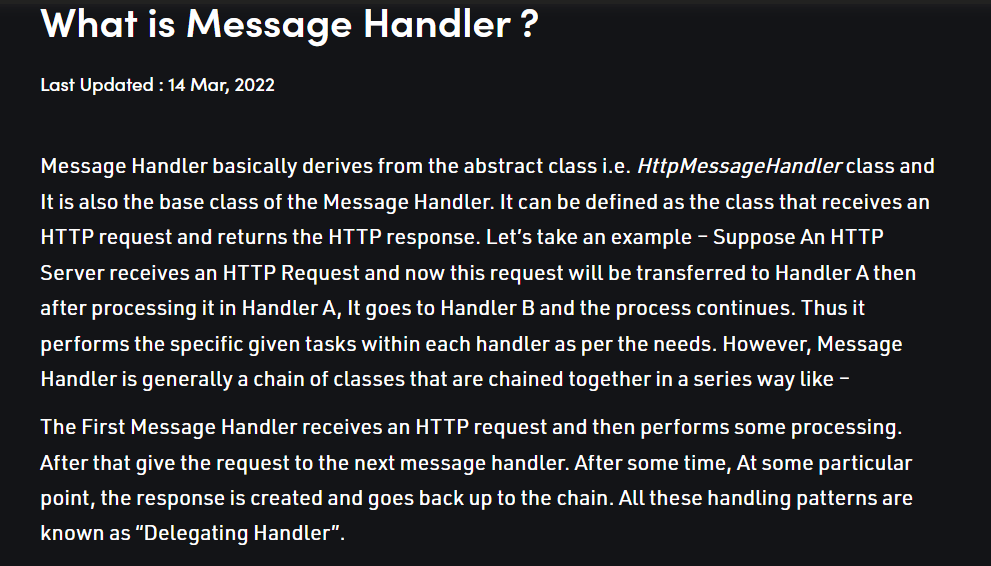 What is Message Handler ?
Last Updated : 14 Mar, 2022
Message Handler basically derives from the abstract class i.e. HttpMessageHandler class and
It is also the base class of the Message Handler. It can be defined as the class that receives an
HTTP request and returns the HTTP response. Let’s take an example – Suppose An HTTP
Server receives an HTTP Request and now this request will be transferred to Handler A then
after processing it in Handler A, It goes to Handler B and the process continues. Thus it
performs the specific given tasks within each handler as per the needs. However, Message
Handler is generally a chain of classes that are chained together in a series way like –
The First Message Handler receives an HTTP request and then performs some processing.
After that give the request to the next message handler. After some time, At some particular
point, the response is created and goes back up to the chain. All these handling patterns are
known as “Delegating Handler”.